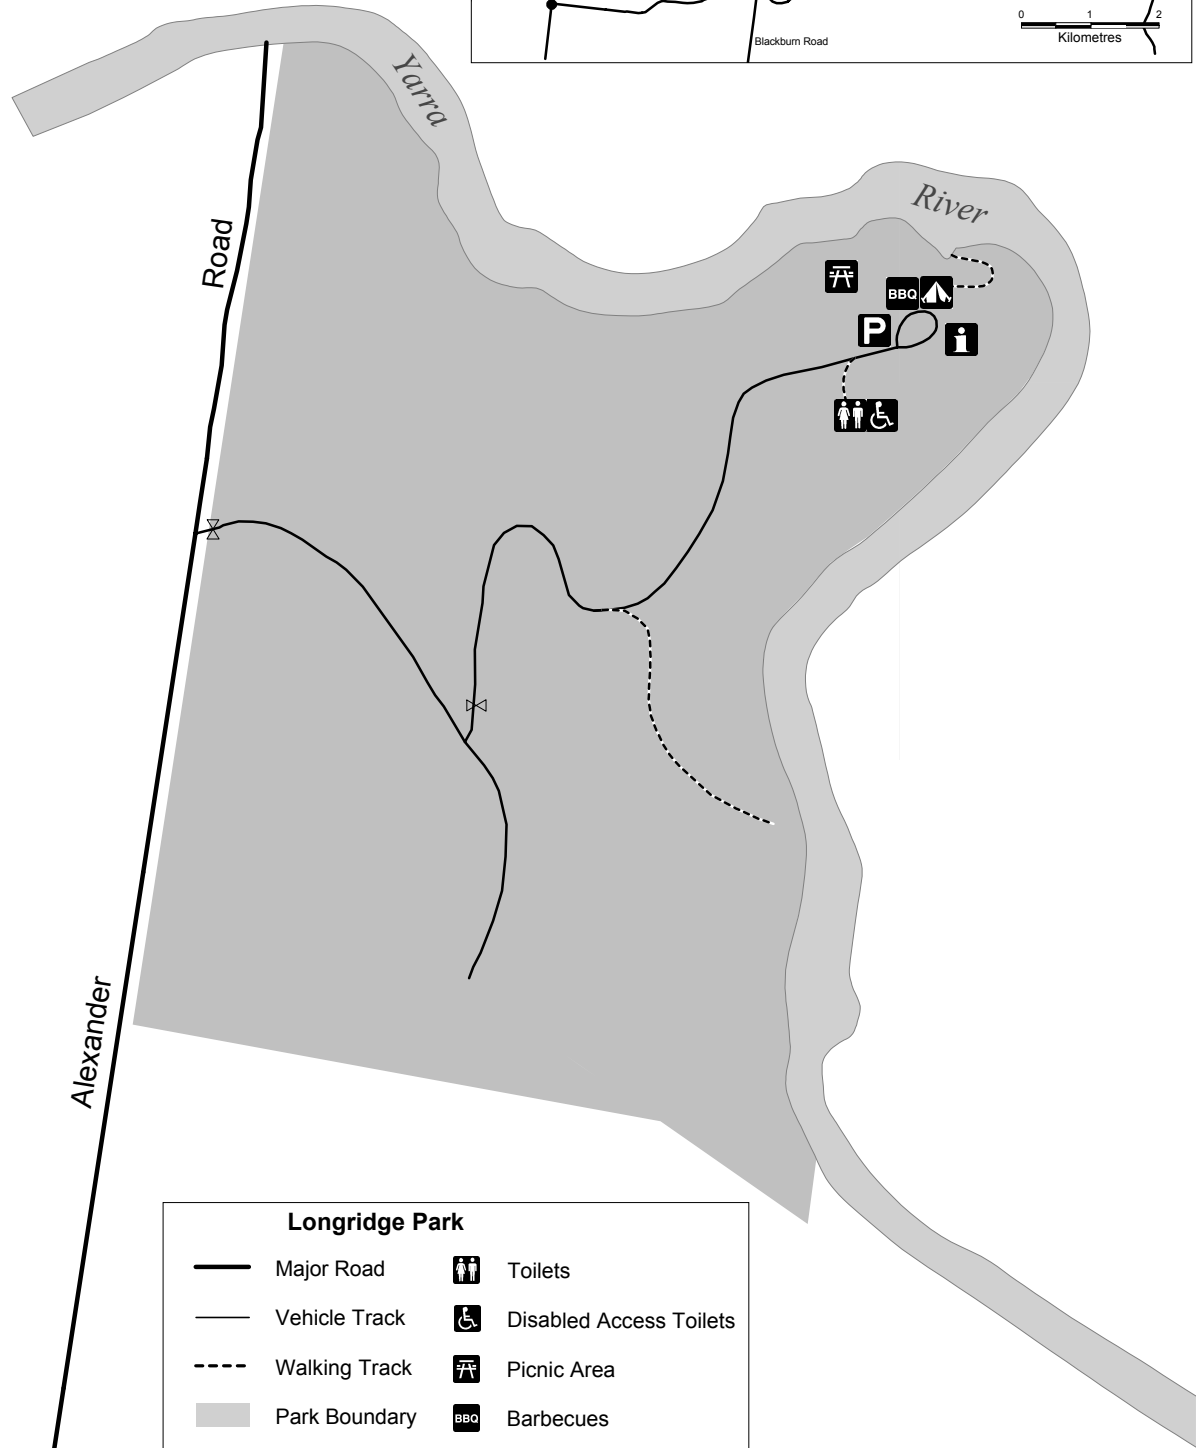 Blackburn Road
0 1 2
Kilometres
Yarra
River
Road
BBQ
P
i
Alexander
Longridge Park
Major Road
Toilets
Vehicle Track
Disabled Access Toilets
Walking Track
Picnic Area
Park Boundary
BBQ Barbecues